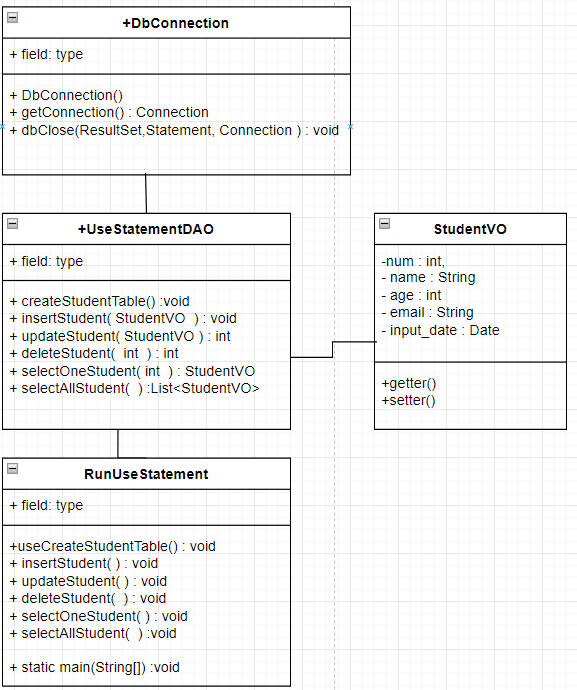 +DbConnection
+ field: type
+ DbConnection()
+ getConnection() : Connection
+ dbClose(ResultSet,Statement, Connection ) : void
+UseStatementDAO
+ field: type
+ createStudentTable() :void
+ insertStudent( StudentVO  ) : void
+ updateStudent( StudentVO ) : int
+ deleteStudent(  int  ) : int
+ selectOneStudent( int  ) : StudentVO
+ selectAllStudent(  ) :List<StudentVO>
StudentVO
-num : int,
- name : String
- age : int
- email : String
- input_date : Date
+getter()
+setter()
RunUseStatement
+ field: type
+useCreateStudentTable() : void
+ insertStudent( ) : void
+ updateStudent( ) : void
+ deleteStudent(  ) : void
+ selectOneStudent( ) : void
+ selectAllStudent(  ) :void
+ static main(String[]) :void